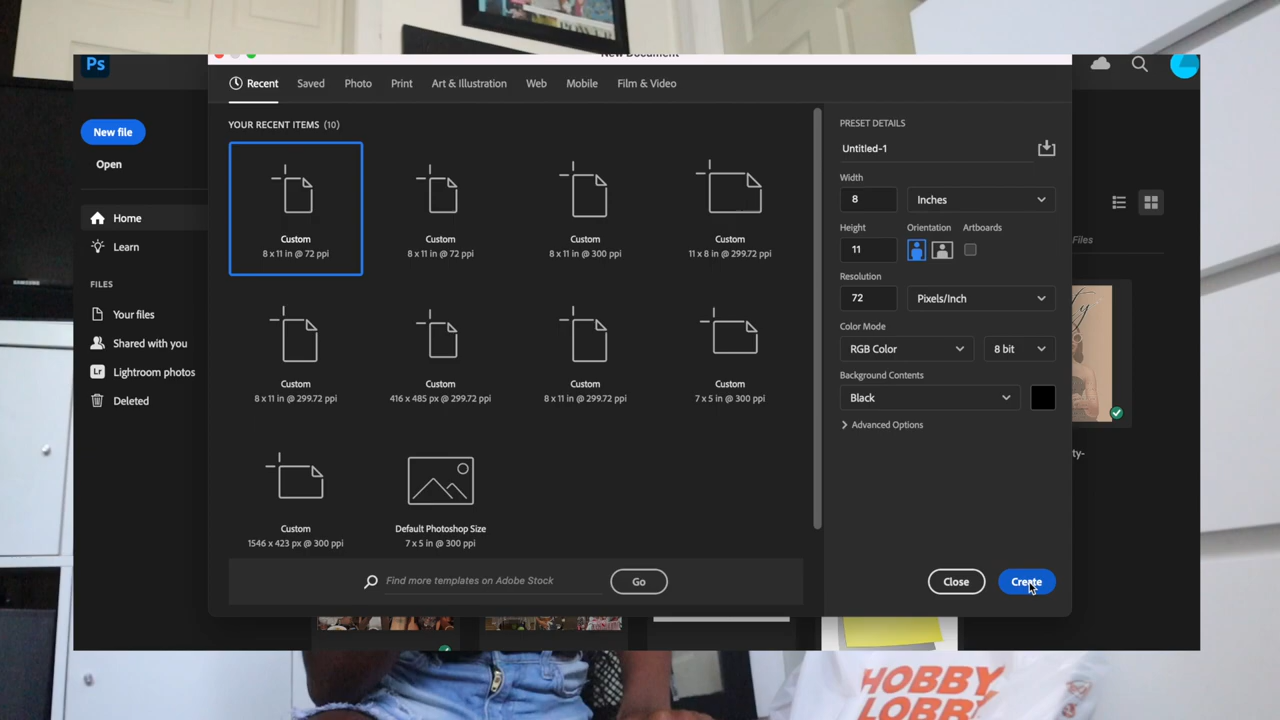 New Document
Ps
Recent Saved Photo Print Art & Illustration Web Mobile Film & Video
New file
Open
Home
Learn
FILES
Your files
Shared with you
Lr Lightroom photos
Deleted
YOUR RECENT ITEMS (10)
Custom
8 x 11 in @ 72 ppi
Custom
8 x 11 in @ 72 ppi
Custom
8 x 11 in @ 300 ppi
Custom
11 x 8 in @ 299.72 ppi
Custom
8 x 11 in @ 299.72 ppi
Custom
416 x 485 px @ 299.72 ppi
Custom
8 x 11 in @ 299.72 ppi
Custom
7 x 5 in @ 300 ppi
Custom
1546 x 423 px @ 300 ppi
Default Photoshop Size
7 x 5 in @ 300 ppi
Find more templates on Adobe Stock
Go
PRESET DETAILS
Untitled-1
Width
8 Inches
Height Orientation Artboards
11
Resolution
72 Pixels/Inch
Color Mode
RGB Color 8 bit
Background Contents
Black
Advanced Options
Close Create
Files
ty-
HOBBY
LOBBY